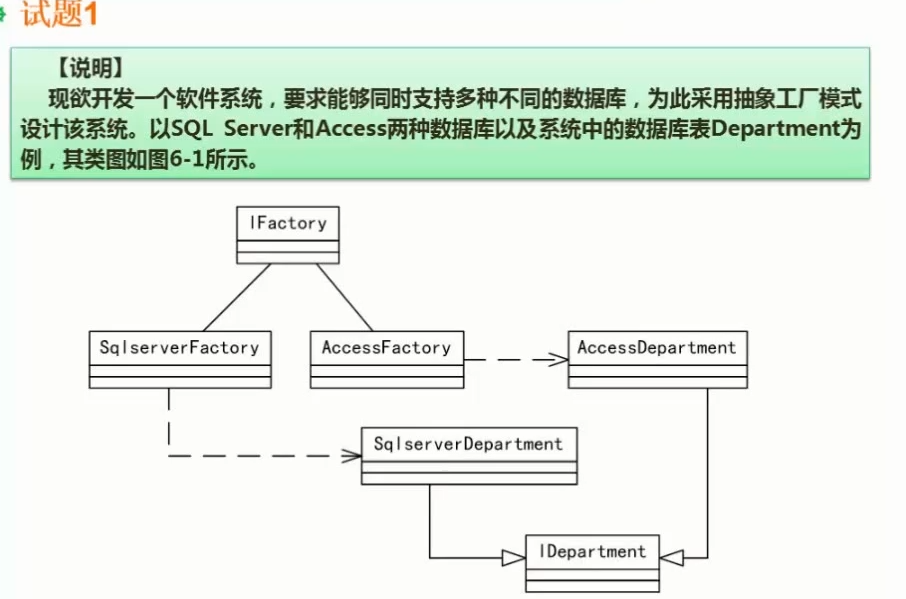 试题1
【说明】
现欲开发一个软件系统，要求能够同时支持多种不同的数据库，为此采用抽象工厂模式
设计该系统。以SQL Server和Access两种数据库以及系统中的数据库表Department为
例，其类图如图6-1所示。
IFactory
SqlserverFactory
AccessFactory
AccessDepartment
SqlserverDepartment
IDepartment